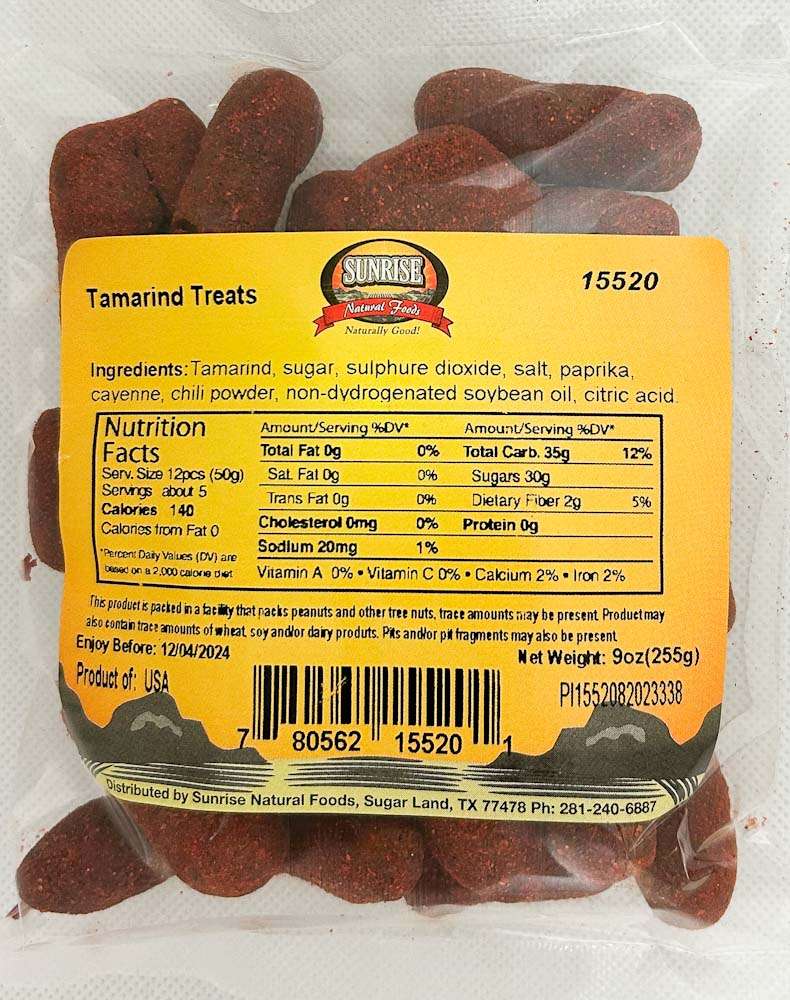 SUNRISE
Natural Foods
Naturally Good!
15520
Tamarind Treats
Ingredients: Tamarind, sugar, sulphure dioxide, salt, paprika,
cayenne, chili powder, non-dydrogenated soybean oil, citric acid.
Nutrition
Facts
Serv. Size 12pcs (50g)
Servings about 5
Calories 140
Calories from Fat 0
*Percent Daily Values (DV) are
based on a 2,000 calorie diet
Amount/Serving %DV*
Total Fat 0g 0%
Sat. Fat 0g 0%
Trans Fat 0g 0%
Cholesterol 0mg 0%
Sodium 20mg 1%
Amount/Serving %DV*
Total Carb. 35g 12%
Sugars 30g
Dietary Fiber 2g 5%
Protein 0g
Vitamin A 0% • Vitamin C 0% • Calcium 2% • Iron 2%
This product is packed in a facility that packs peanuts and other tree nuts, trace amounts may be present. Product may
also contain trace amounts of wheat, soy and/or dairy produts. Pits and/or pit fragments may also be present.
Enjoy Before: 12/04/2024
Net Weight: 9oz(255g)
Product of: USA
PI1552082023338
7 80562 15520 1
Distributed by Sunrise Natural Foods, Sugar Land, TX 77478 Ph: 281-240-6887